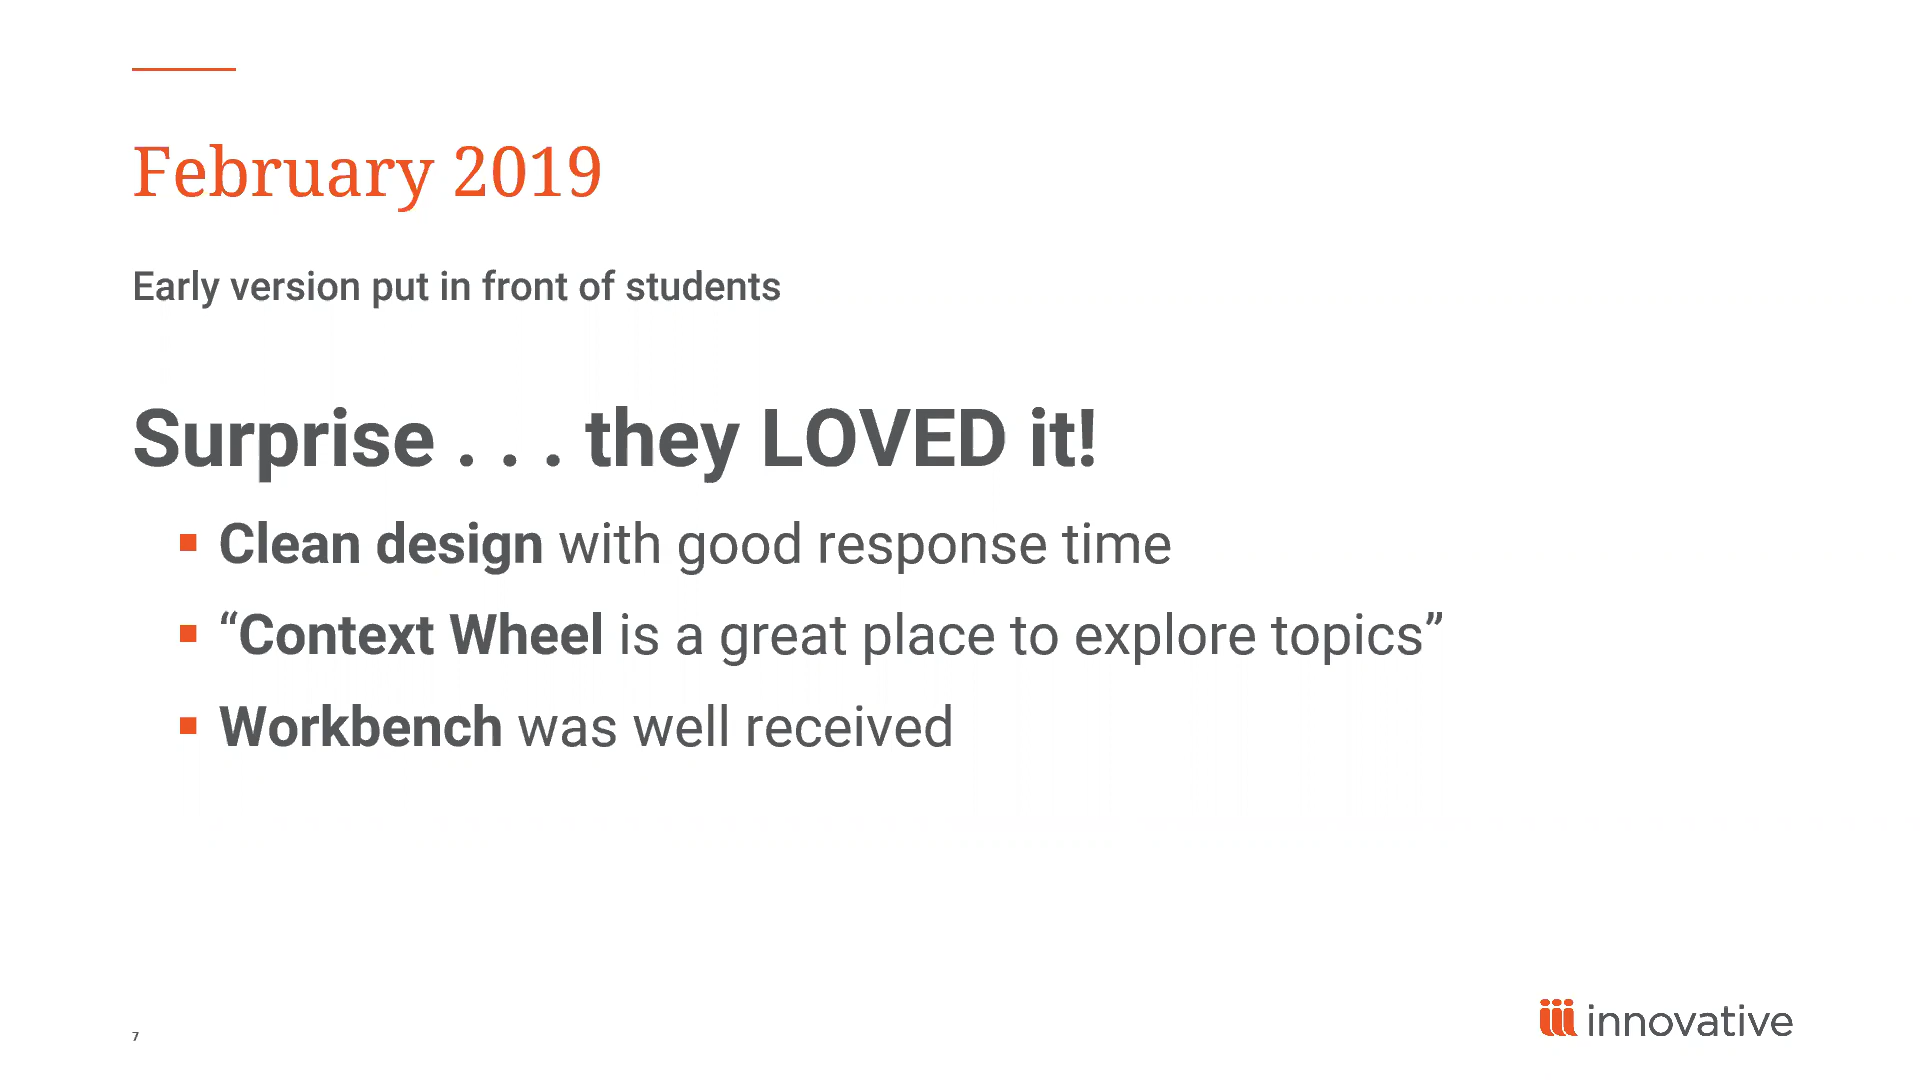 February 2019
Early version put in front of students
Surprise . . . they LOVED it!
Clean design with good response time
“Context Wheel is a great place to explore topics”
Workbench was well received
7
innovative